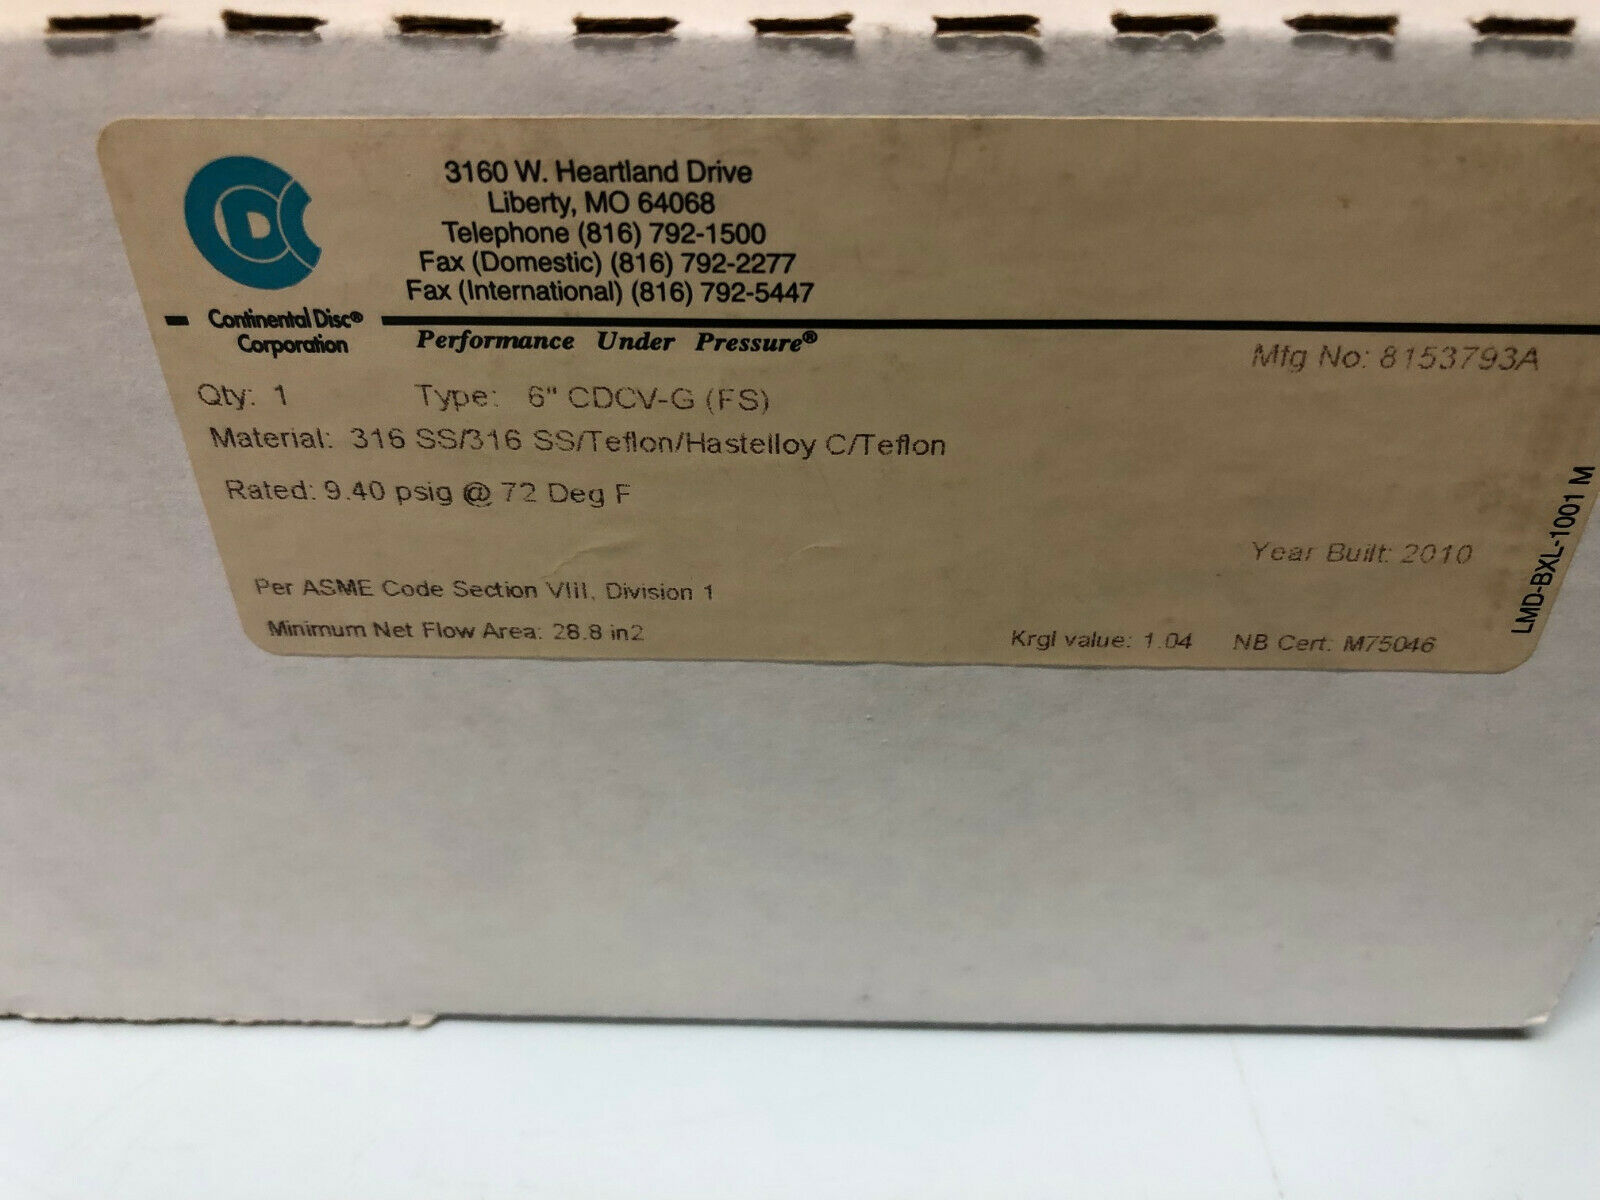 3160 W. Heartland Drive
Liberty, MO 64068
Telephone (816) 792-1500
Fax (Domestic) (816) 792-2277
Fax (International) (816) 792-5447
CDC
Continental Disc®
Corporation
Performance Under Pressure®
Mfg No: 8153793A
Qty: 1 Type: 6" CDCV-G (FS)
Material: 316 SS/316 SS/Teflon/Hastelloy C/Teflon
Rated: 9.40 psig @ 72 Deg F
Year Built: 2010
Per ASME Code Section VIII, Division 1
Minimum Net Flow Area: 28.8 in2
Krgl value: 1.04 NB Cert: M75046
LMD-BXL-1001 M